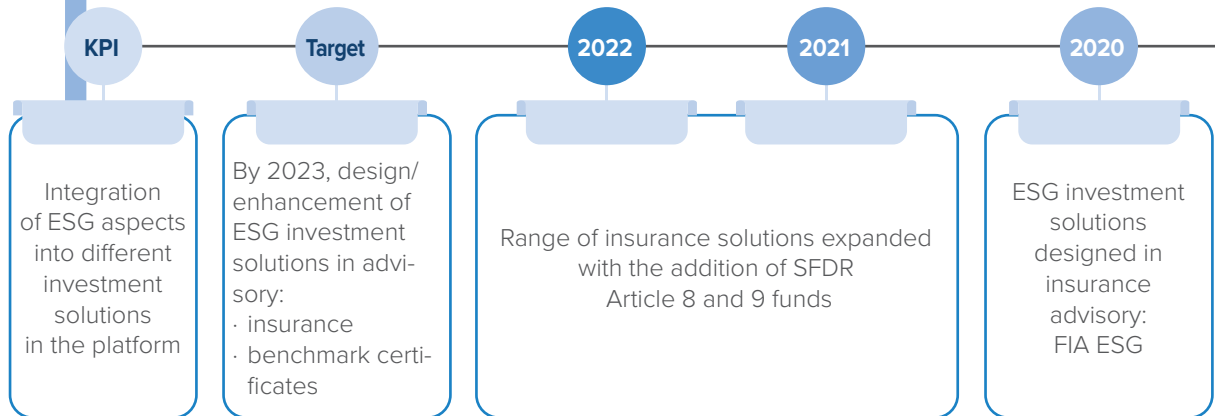 KPI
Target
2022
2021
2020
Integration
of ESG aspects
into different
investment
solutions
in the platform
By 2023, design/
enhancement of
ESG investment
solutions in advi-
sory:
· insurance
· benchmark certi-
ficates
Range of insurance solutions expanded
with the addition of SFDR
Article 8 and 9 funds
ESG investment
solutions
designed in
insurance
advisory:
FIA ESG